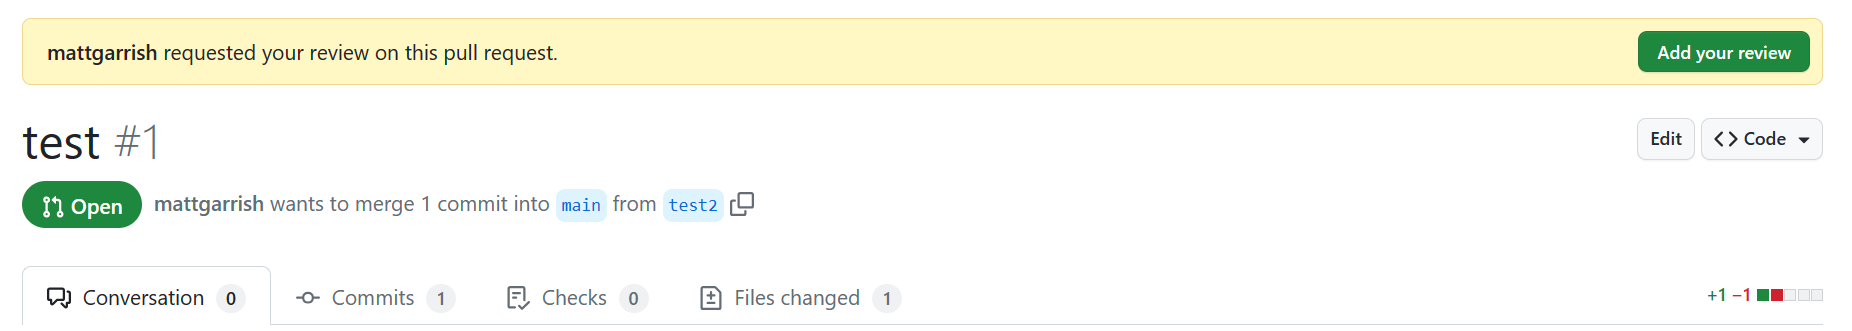 mattgarrish requested your review on this pull request.
Add your review
test #1
Edit
Code
Open
mattgarrish wants to merge 1 commit into main from test2
Conversation 0
Commits 1
Checks 0
Files changed 1
+1 −1